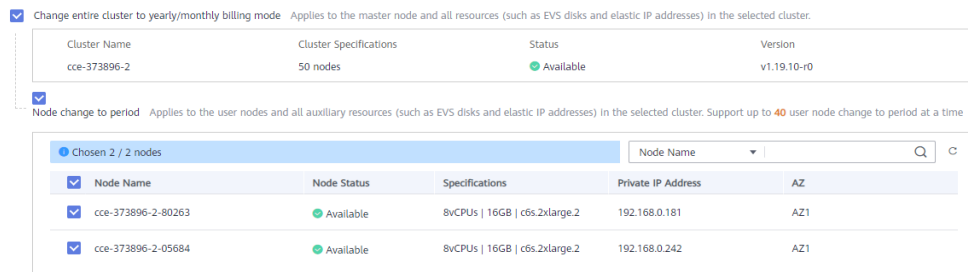 Change entire cluster to yearly/monthly billing mode Applies to the master node and all resources (such as EVS disks and elastic IP addresses) in the selected cluster.
Cluster Name Cluster Specifications Status Version
cce-373896-2 50 nodes Available v1.19.10-r0
Node change to period Applies to the user nodes and all auxiliary resources (such as EVS disks and elastic IP addresses) in the selected cluster. Support up to 40 user node change to period at a time
Chosen 2 / 2 nodes Node Name
Node Name Node Status Specifications Private IP Address AZ
cce-373896-2-80263 Available 8vCPUs | 16GB | c6s.2xlarge.2 192.168.0.181 AZ1
cce-373896-2-05684 Available 8vCPUs | 16GB | c6s.2xlarge.2 192.168.0.242 AZ1